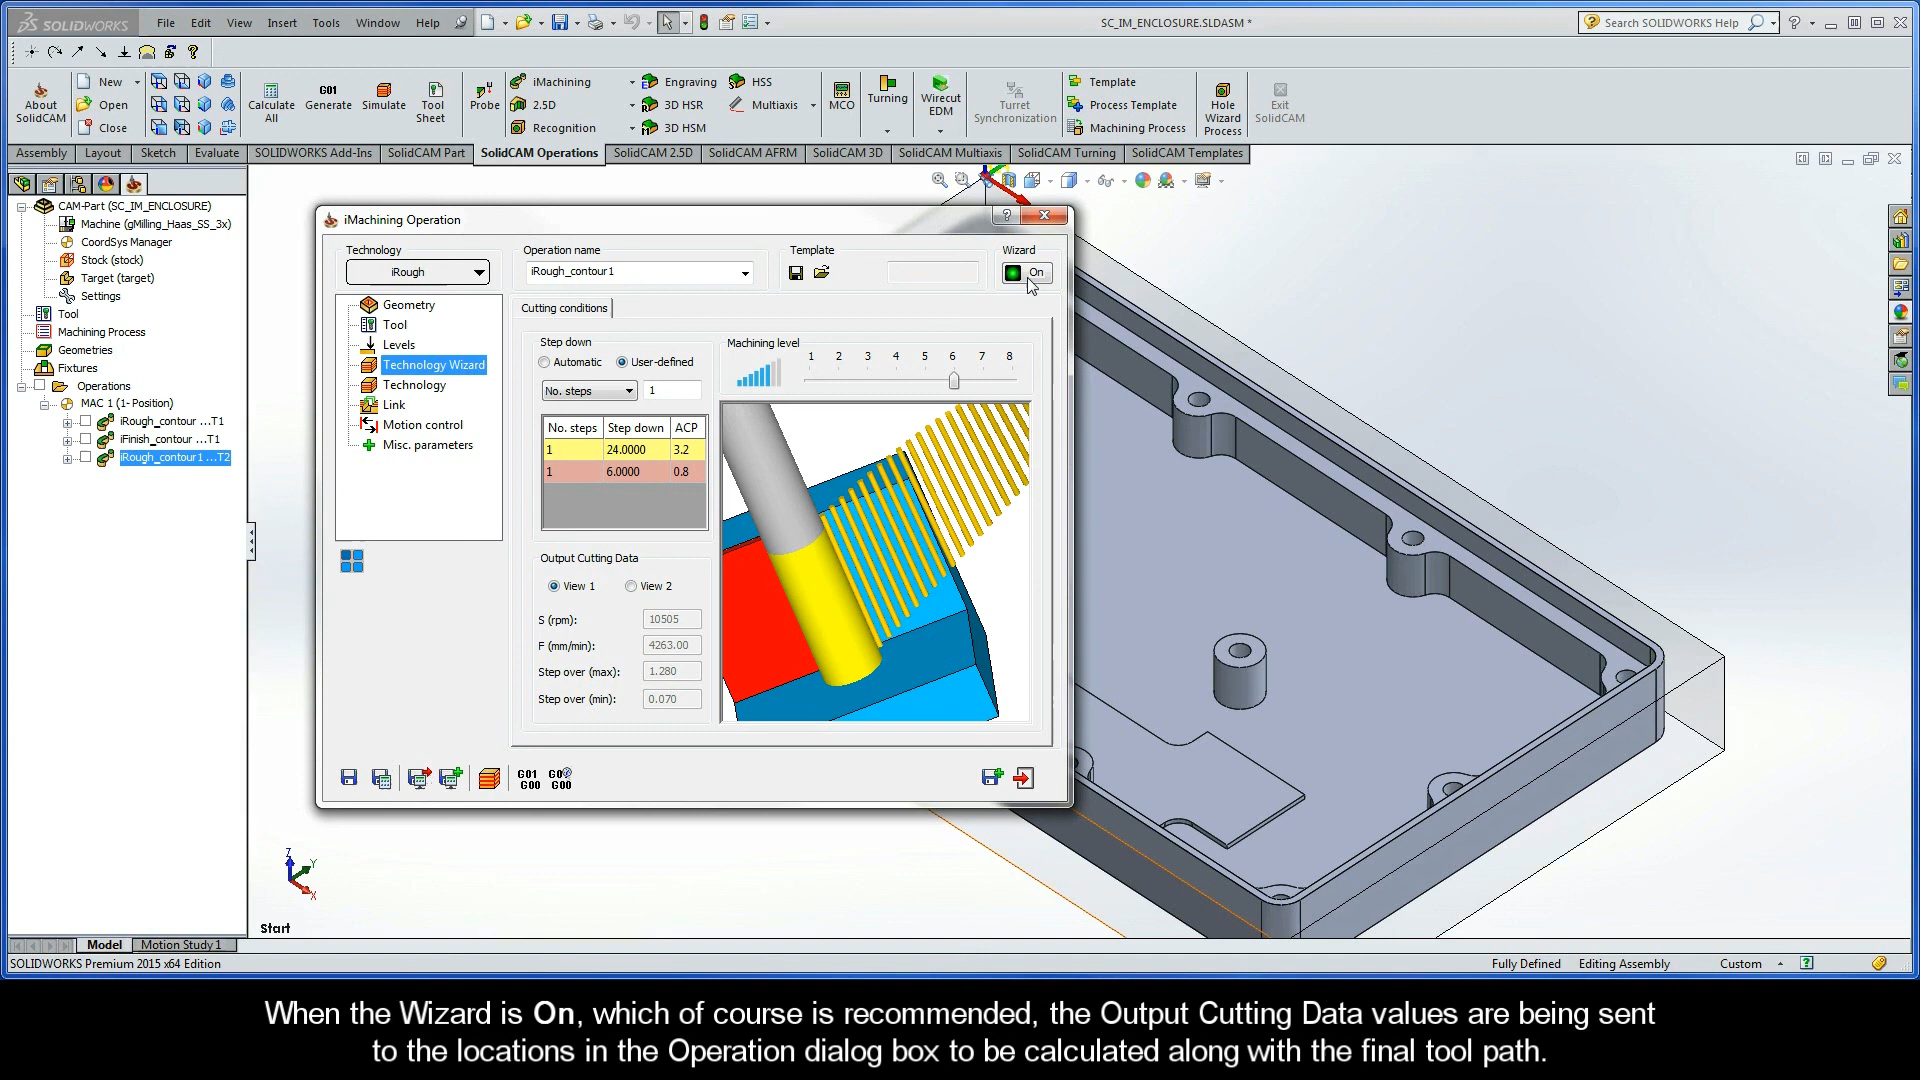 SOLIDWORKS File Edit View Insert Tools Window Help SC_IM_ENCLOSURE.SLDASM * Search SOLIDWORKS Help
About SolidCAM
New
Open
Close
Calculate All
G01
Generate
Simulate
Tool Sheet
Probe
iMachining
2.5D
Recognition
Engraving
3D HSR
3D HSM
HSS
Multiaxis
MCO
Turning
Wirecut EDM
Turret Synchronization
Template
Process Template
Machining Process
Hole Wizard Process
Exit SolidCAM
Assembly Layout Sketch Evaluate SOLIDWORKS Add-Ins SolidCAM Part SolidCAM Operations SolidCAM 2.5D SolidCAM AFRM SolidCAM 3D SolidCAM Multiaxis SolidCAM Turning SolidCAM Templates
CAM-Part (SC_IM_ENCLOSURE)
Machine (gMilling_Haas_SS_3x)
CoordSys Manager
Stock (stock)
Target (target)
Settings
Tool
Machining Process
Geometries
Fixtures
Operations
MAC 1 (1- Position)
iRough_contour ...T1
iFinish_contour ...T1
iRough_contour1 ...T2
iMachining Operation
Technology
iRough
Operation name
iRough_contour1
Template
Wizard
On
Geometry
Tool
Levels
Technology Wizard
Technology
Link
Motion control
Misc. parameters
Cutting conditions
Step down
Automatic User-defined
No. steps 1
No. steps Step down ACP
1 24.0000 3.2
1 6.0000 0.8
Machining level
1 2 3 4 5 6 7 8
Output Cutting Data
View 1 View 2
S (rpm): 10505
F (mm/min): 4263.00
Step over (max): 1.280
Step over (min): 0.070
G01 G00
G00
Z
Y
X
Start
Model Motion Study 1
SOLIDWORKS Premium 2015 x64 Edition Fully Defined Editing Assembly Custom
When the Wizard is On, which of course is recommended, the Output Cutting Data values are being sent
to the locations in the Operation dialog box to be calculated along with the final tool path.